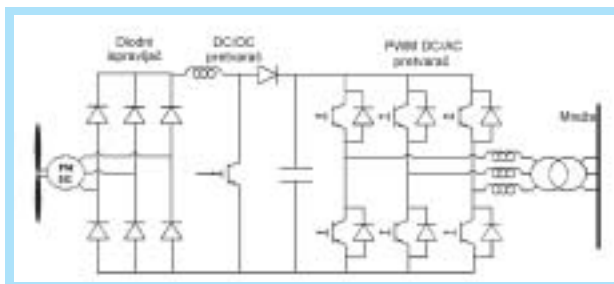 Diodni
ispravljač
DC/DC
pretvarač
PWM DC/AC
pretvarač
Mreža
PM
SG